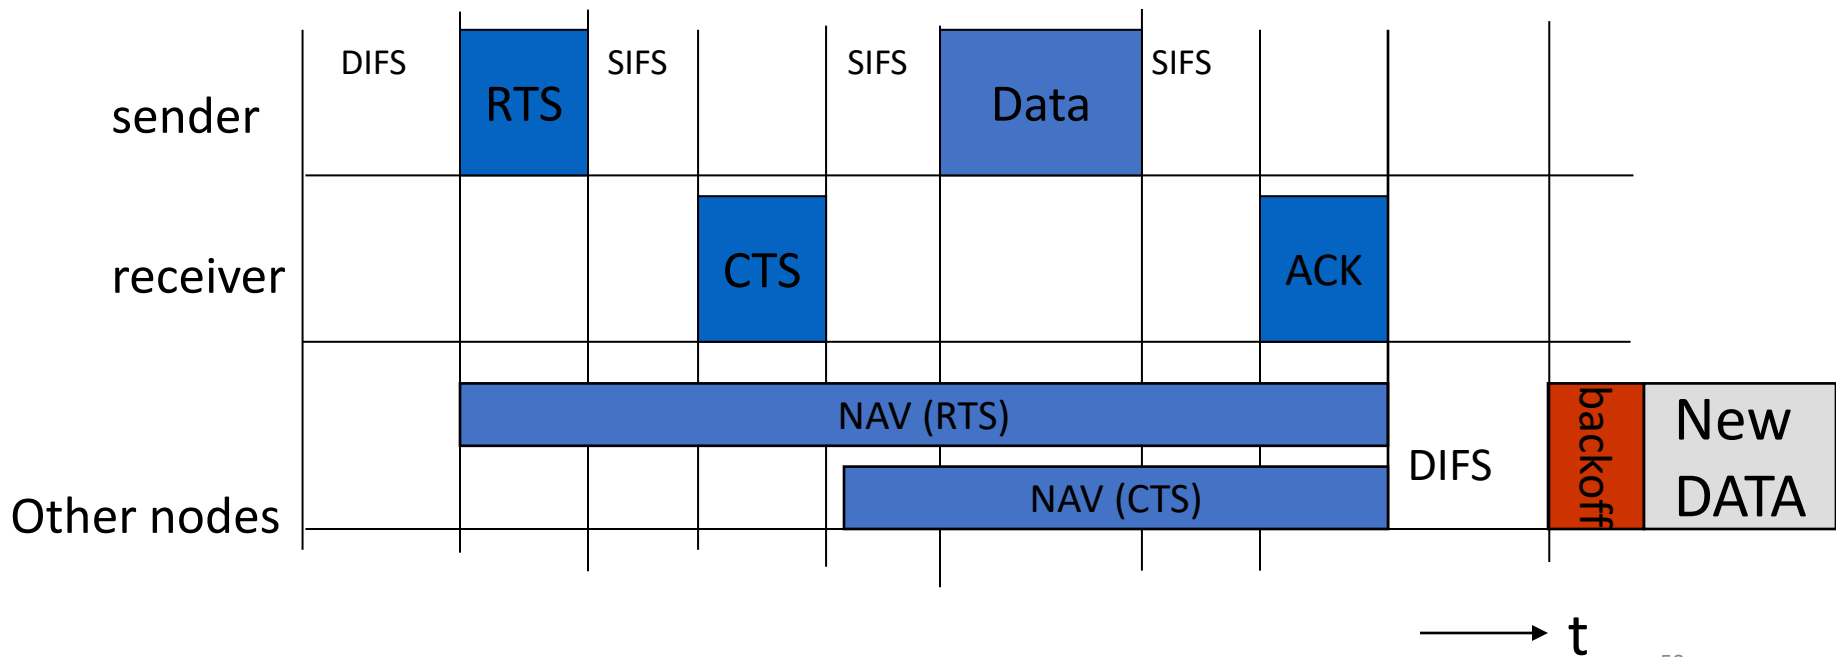 DIFS
SIFS
SIFS
SIFS
sender
RTS
Data
receiver
CTS
ACK
NAV (RTS)
NAV (CTS)
DIFS
backoff
New
DATA
Other nodes
t